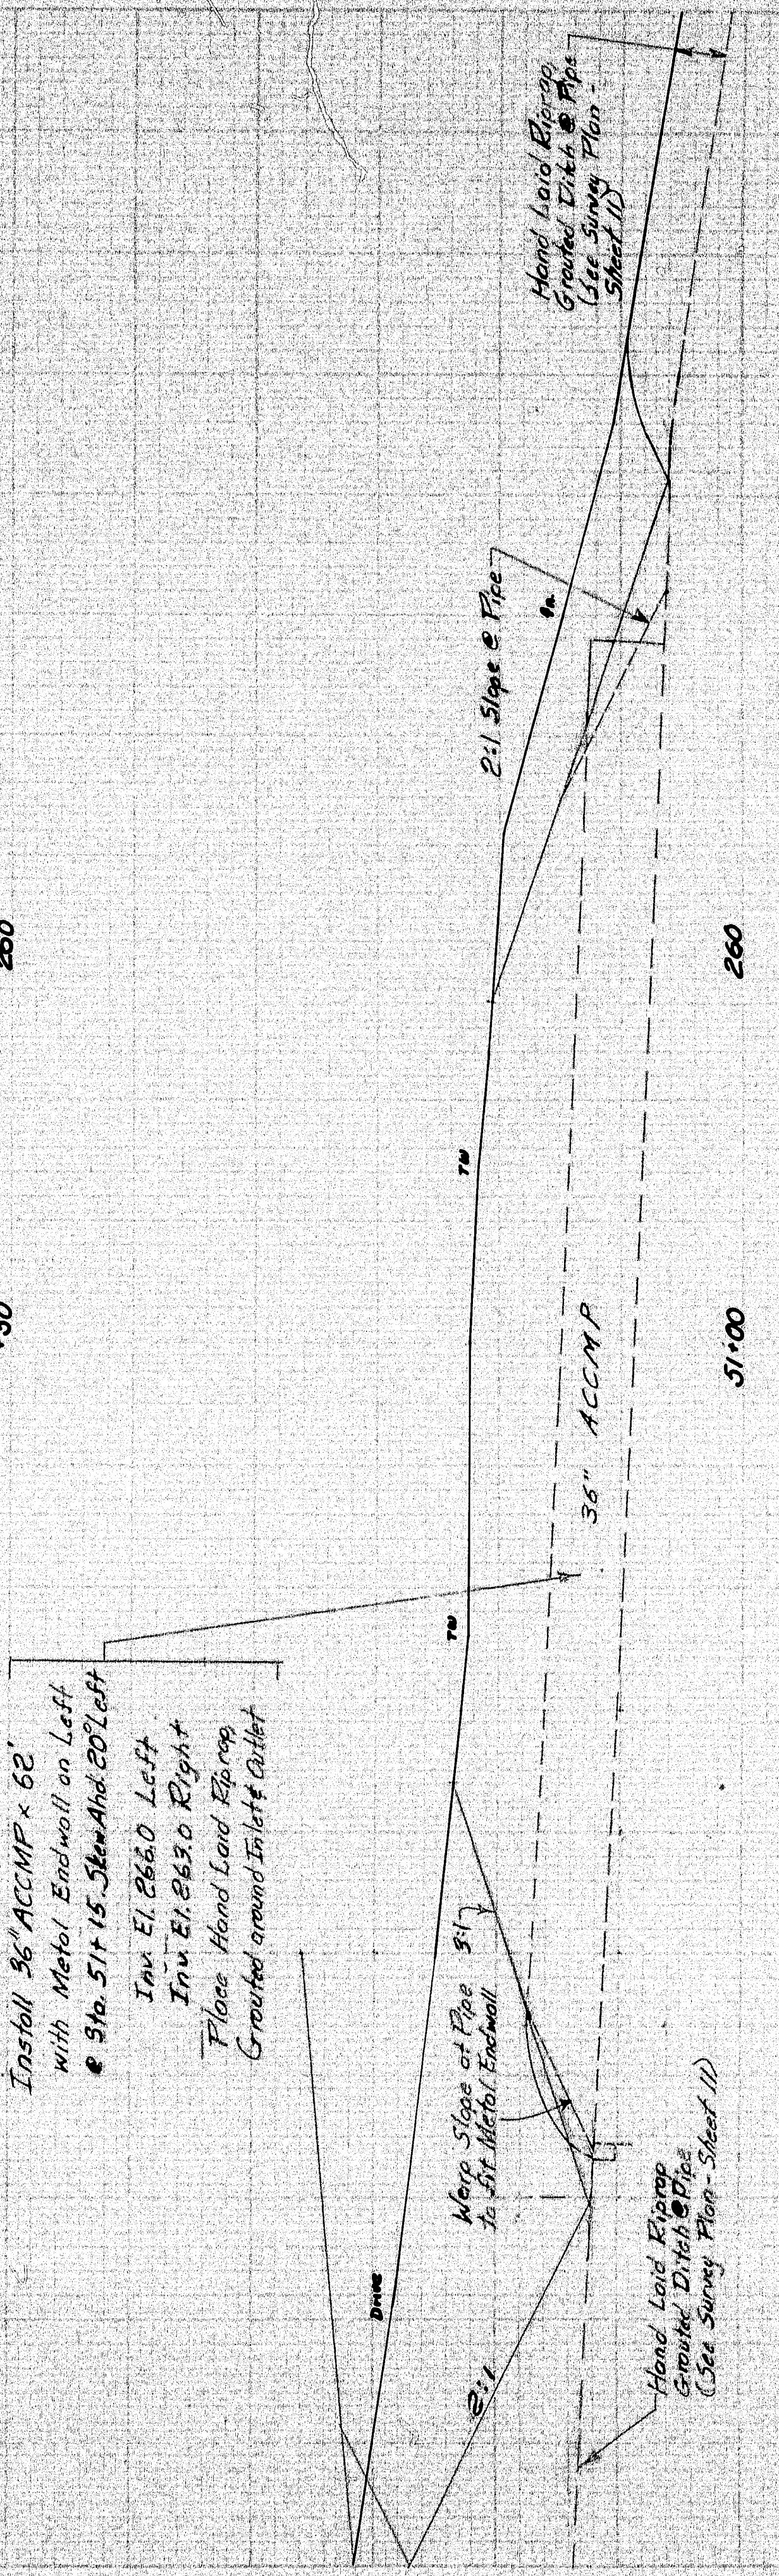 Install 36" ACCMP x 62'
with Metal Endwall on Left
@ Sta. 51+15 Skew Ahd. 20° Left
Inv. El. 266.0 Left
Inv. El. 263.0 Right
Place Hand Laid Riprap,
Grouted around Inlet & Outlet
+50
260
Warp Slope at Pipe
to fit Metal Endwall
3:1
2:1
Drive
TW
TW
36" ACCMP
2:1 Slope @ Pipe
Hand Laid Riprap,
Grouted Ditch @ Pipe
(See Survey Plan -
Sheet 11)
Hand Laid Riprap
Grouted Ditch @ Pipe
(See Survey Plan - Sheet 11)
51+00
260